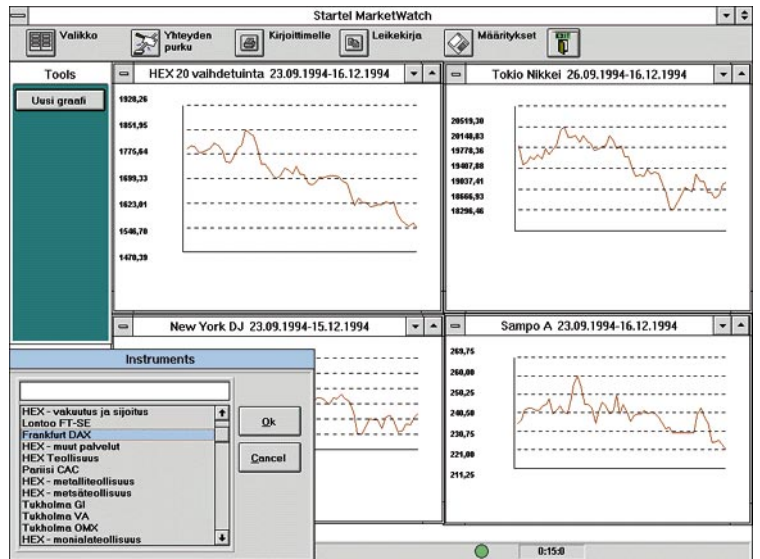 Startel MarketWatch
Valikko
Yhteyden
purku
Kirjoittimelle
Leikekirja
Määritykset
EXIT
Tools
Uusi graafi
HEX 20 vaihdetuinta 23.09.1994-16.12.1994
1928,26
1851,95
1775,64
1699,33
1623,01
1546,70
1470,39
Tokio Nikkei 26.09.1994-16.12.1994
20519,30
20148,83
19778,36
19407,88
19037,41
18666,93
18296,46
New York DJ 23.09.1994-15.12.1994
Sampo A 23.09.1994-16.12.1994
269,75
260,00
250,25
240,50
230,75
221,00
211,25
Instruments
HEX - vakuutus ja sijoitus
Lontoo FT-SE
Frankfurt DAX
HEX - muut palvelut
HEX Teollisuus
Pariisi CAC
HEX - metalliteollisuus
HEX - metsäteollisuus
Tukholma GI
Tukholma VA
Tukholma OMX
HEX - monialateollisuus
Ok
Cancel
0:15:0